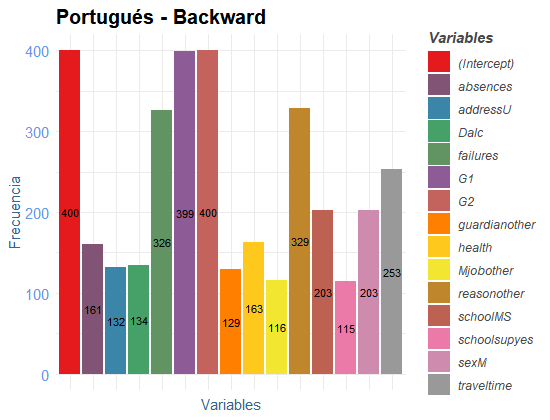 Portugués - Backward
Frecuencia
400
300
200
100
0
400
161
132
134
326
399
400
129
163
116
329
203
115
203
253
Variables
Variables
(Intercept)
absences
addressU
Dalc
failures
G1
G2
guardianother
health
Mjobother
reasonother
schoolMS
schoolsupyes
sexM
traveltime